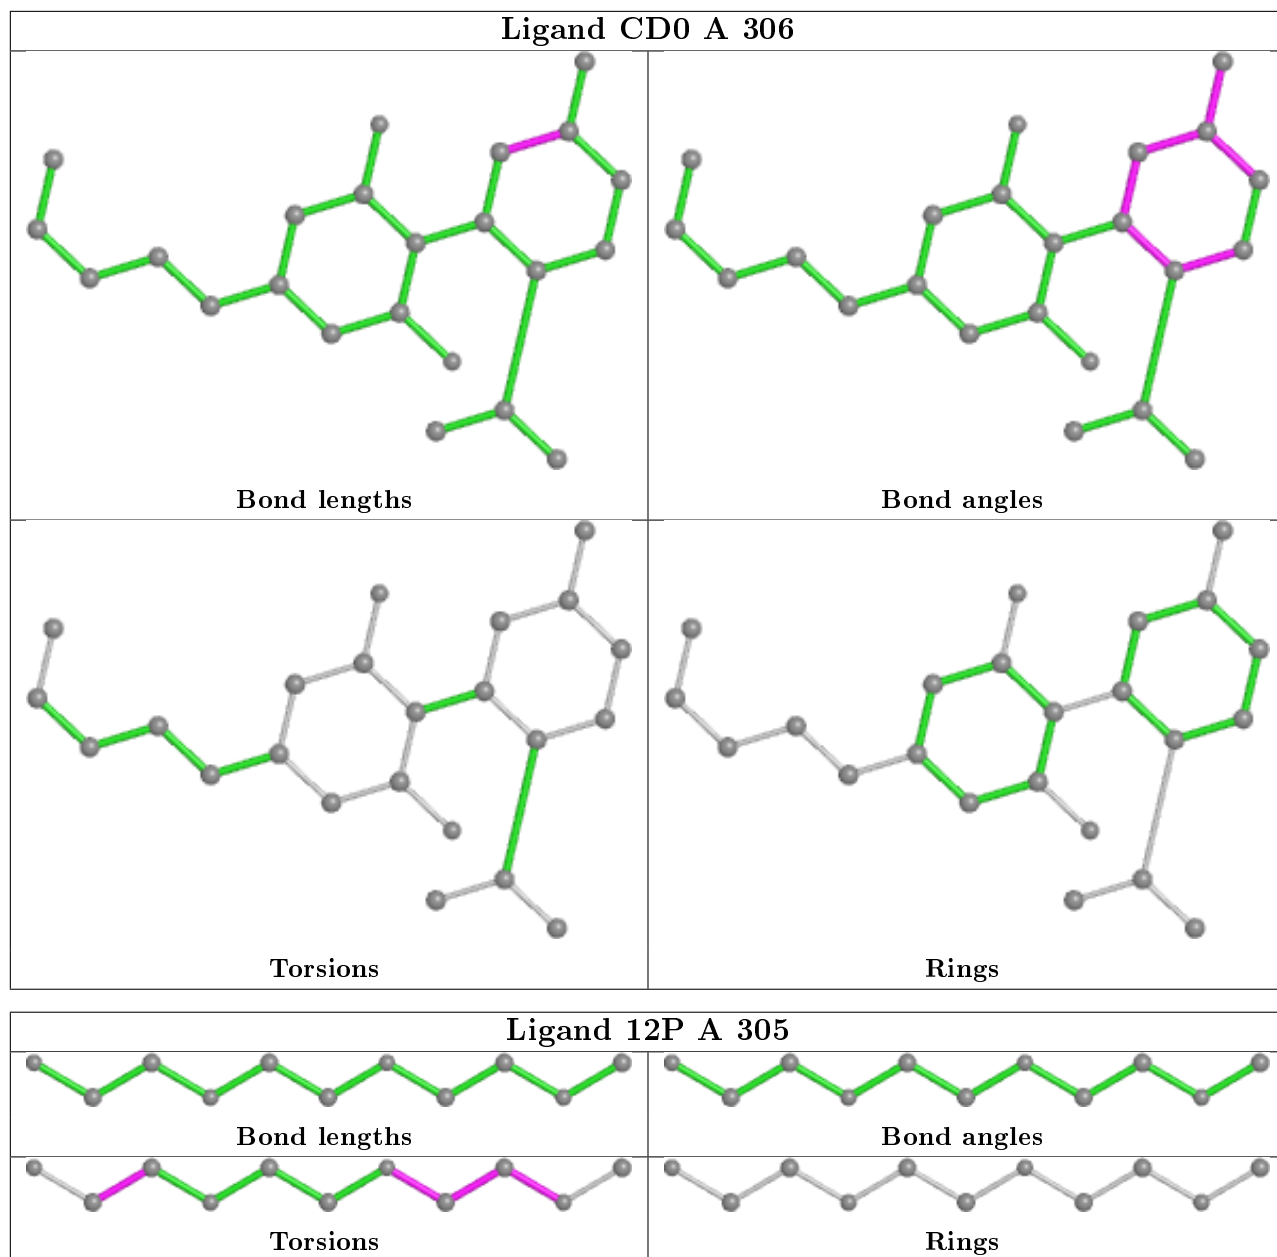 Ligand CD0 A 306
Bond lengths
Bond angles
Torsions
Rings
Ligand 12P A 305
Bond lengths
Bond angles
Torsions
Rings